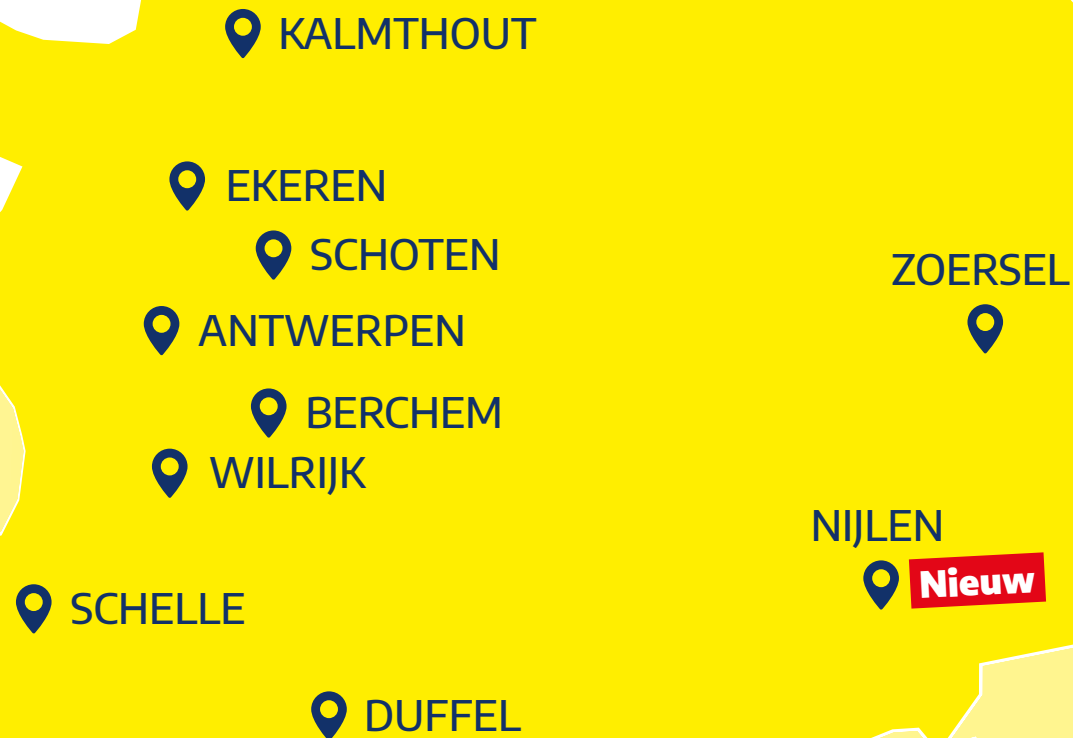 KALMTHOUT
EKEREN
SCHOTEN
ZOERSEL
ANTWERPEN
BERCHEM
WILRIJK
NIJLEN
Nieuw
SCHELLE
DUFFEL